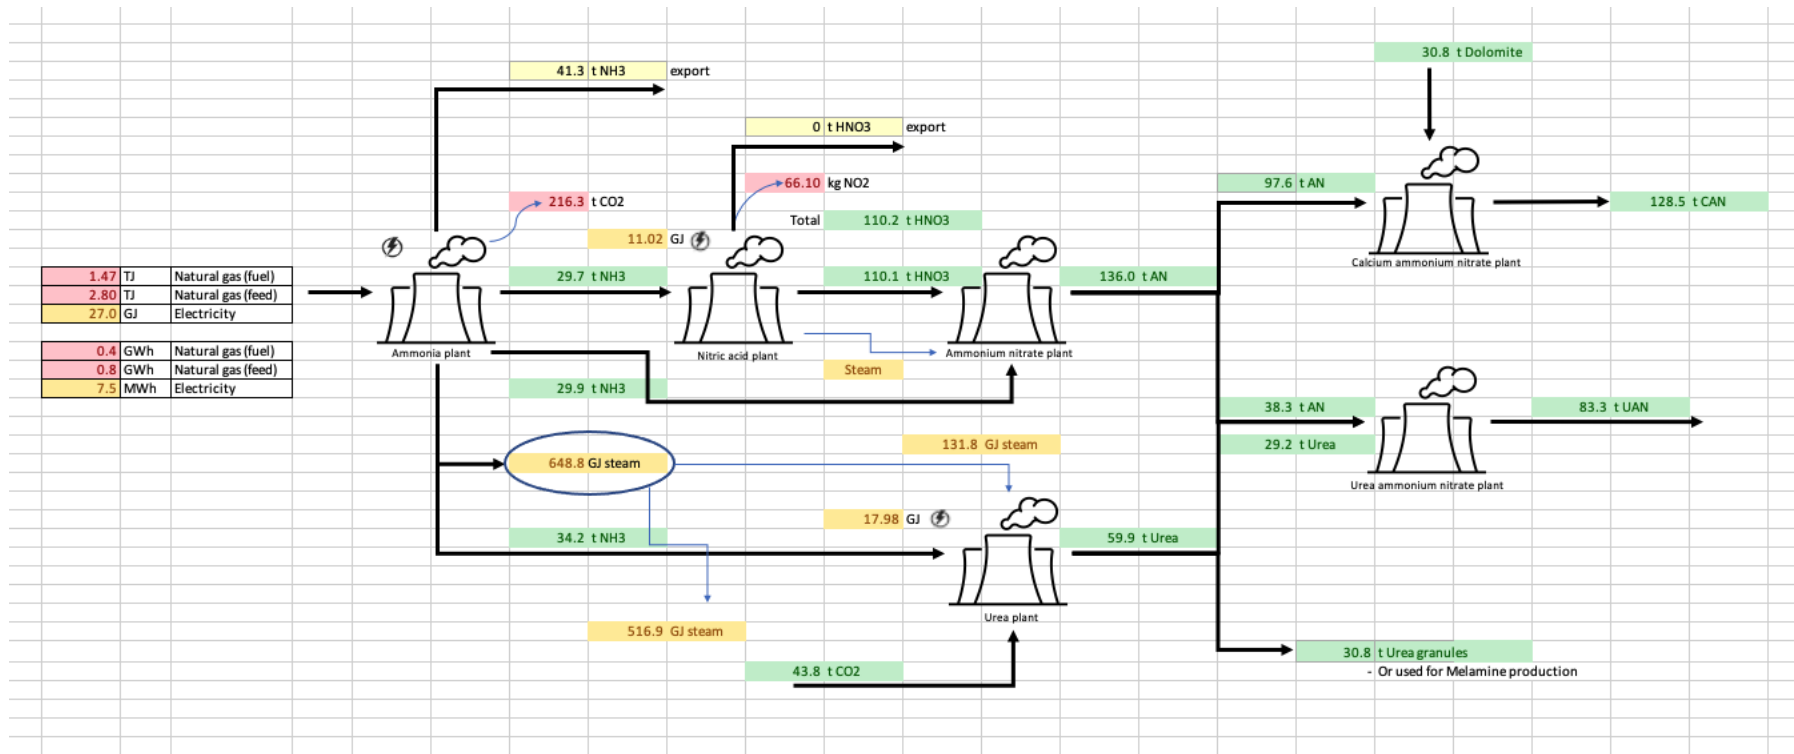 30.8 t Dolomite
41.3 t NH3 export
0 t HNO3 export
97.6 t AN
66.10 kg NO2
216.3 t CO2
128.5 t CAN
Total 110.2 t HNO3
11.02 GJ
Calcium ammonium nitrate plant
1.47 TJ Natural gas (fuel)
2.80 TJ Natural gas (feed)
27.0 GJ Electricity
29.7 t NH3
110.1 t HNO3
136.0 t AN
0.4 GWh Natural gas (fuel)
0.8 GWh Natural gas (feed)
7.5 MWh Electricity
Ammonia plant
Nitric acid plant
Ammonium nitrate plant
Steam
29.9 t NH3
38.3 t AN
83.3 t UAN
131.8 GJ steam
29.2 t Urea
648.8 GJ steam
Urea ammonium nitrate plant
17.98 GJ
34.2 t NH3
59.9 t Urea
Urea plant
516.9 GJ steam
30.8 t Urea granules
43.8 t CO2
- Or used for Melamine production